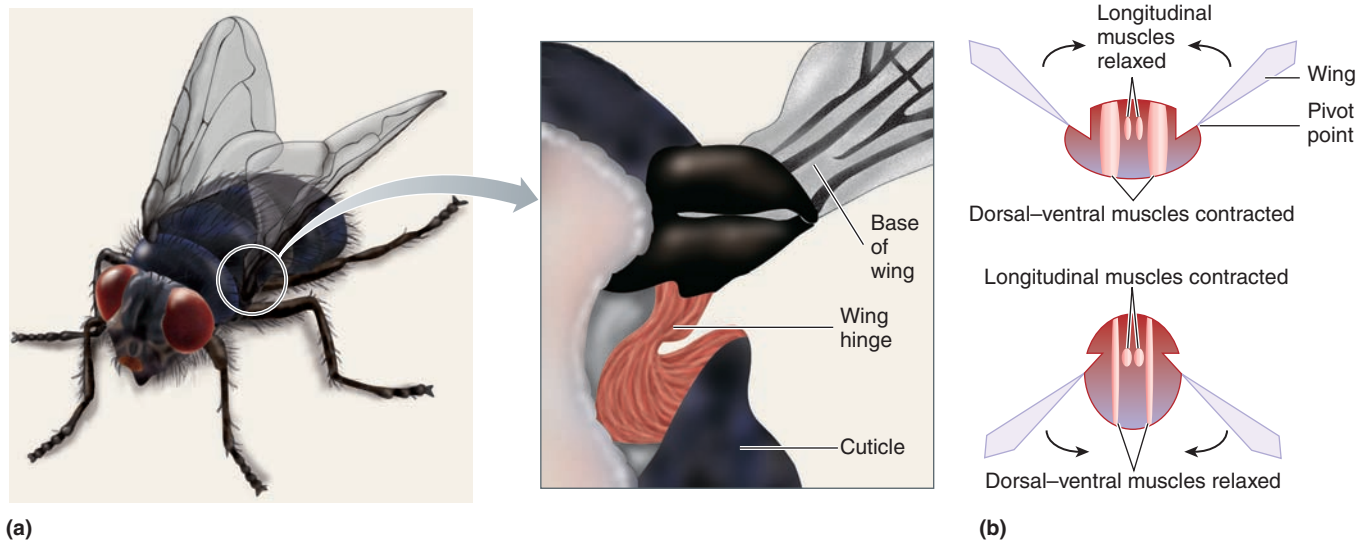 Base
of
wing
Wing
hinge
Cuticle
(a)
Longitudinal
muscles
relaxed
Wing
Pivot
point
Dorsal–ventral muscles contracted
Longitudinal muscles contracted
Dorsal–ventral muscles relaxed
(b)